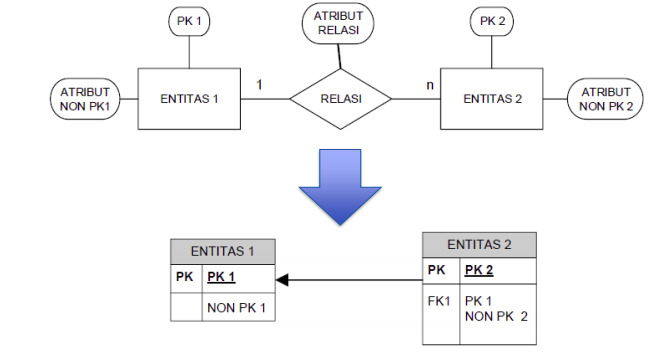 PK 1
ATRIBUT
RELASI
PK 2
ATRIBUT
NON PK1
ENTITAS 1
1
RELASI
n
ENTITAS 2
ATRIBUT
NON PK 2
ENTITAS 1
PK PK 1
NON PK 1
ENTITAS 2
PK PK 2
FK1 PK 1
NON PK 2